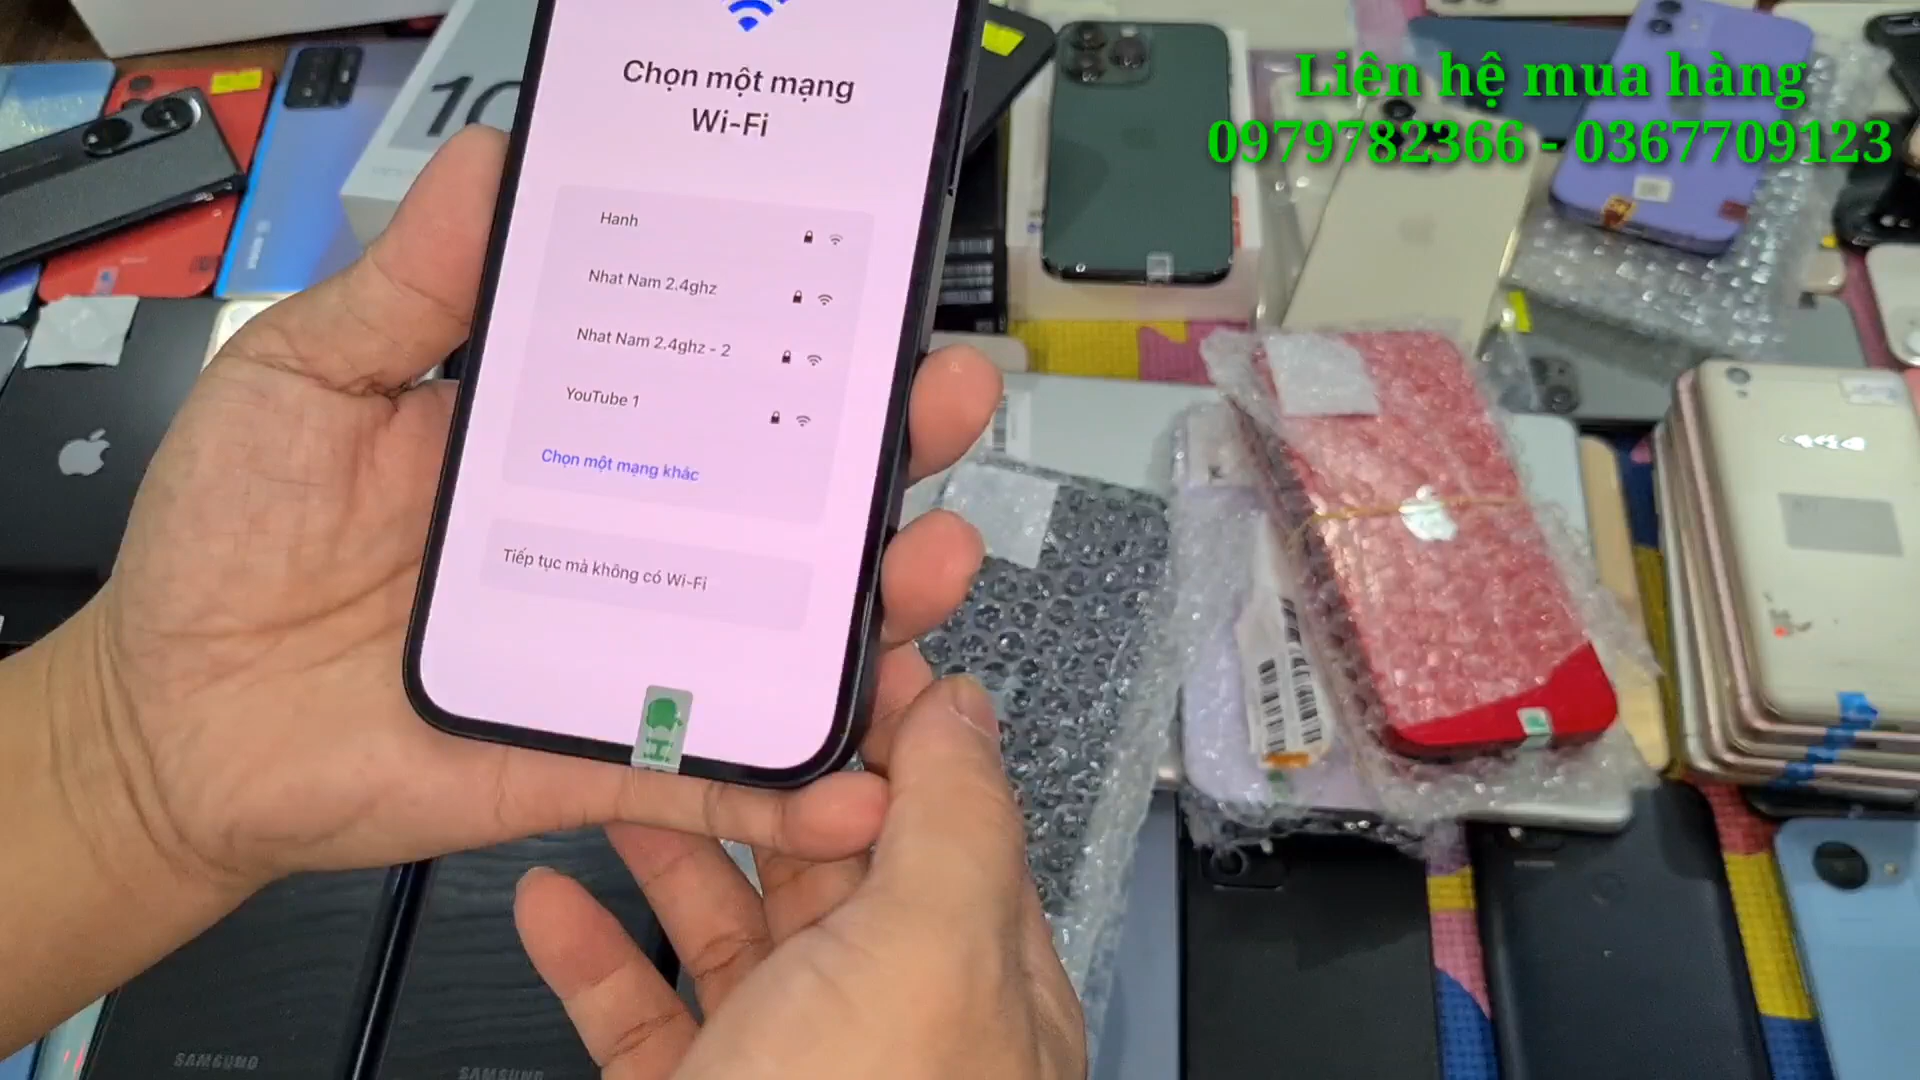 Liên hệ mua hàng
0979782366 - 0367709123
Chọn một mạng
Wi-Fi
Hanh
Nhat Nam 2.4ghz
Nhat Nam 2.4ghz - 2
YouTube 1
Chọn một mạng khác
Tiếp tục mà không có Wi-Fi
10
SAMSUNG
SAMSUNG